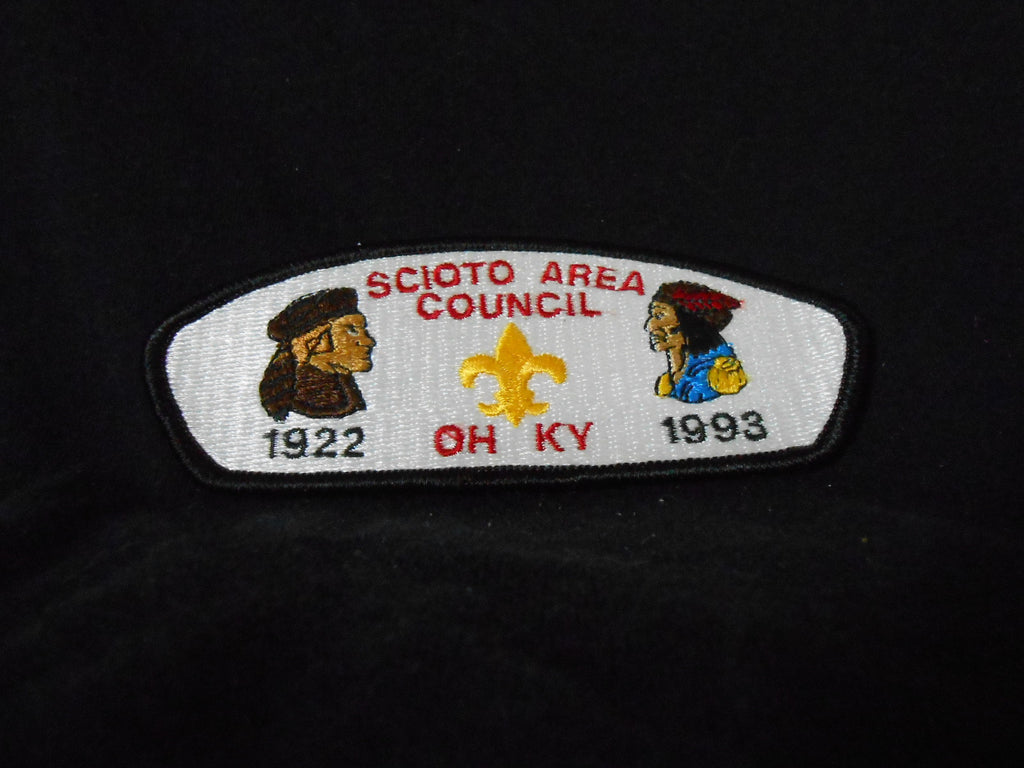 SCIOTO AREA
COUNCIL
1922 OH KY 1993